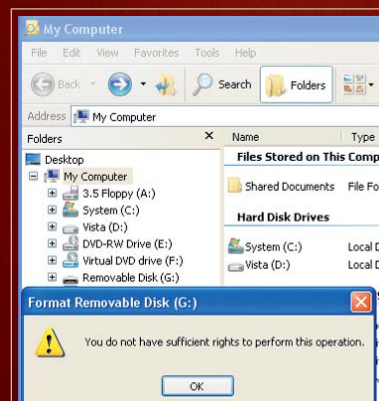 My Computer
File Edit View Favorites Tools Help
Back Search Folders
Address My Computer
Folders × Name Type
Desktop
My Computer
3.5 Floppy (A:)
System (C:)
Vista (D:)
DVD-RW Drive (E:)
Virtual DVD drive (F:)
Removable Disk (G:)
Files Stored on This Comp
Shared Documents File Fo
Hard Disk Drives
System (C:) Local D
Vista (D:) Local D
Format Removable Disk (G:)
You do not have sufficient rights to perform this operation.
OK